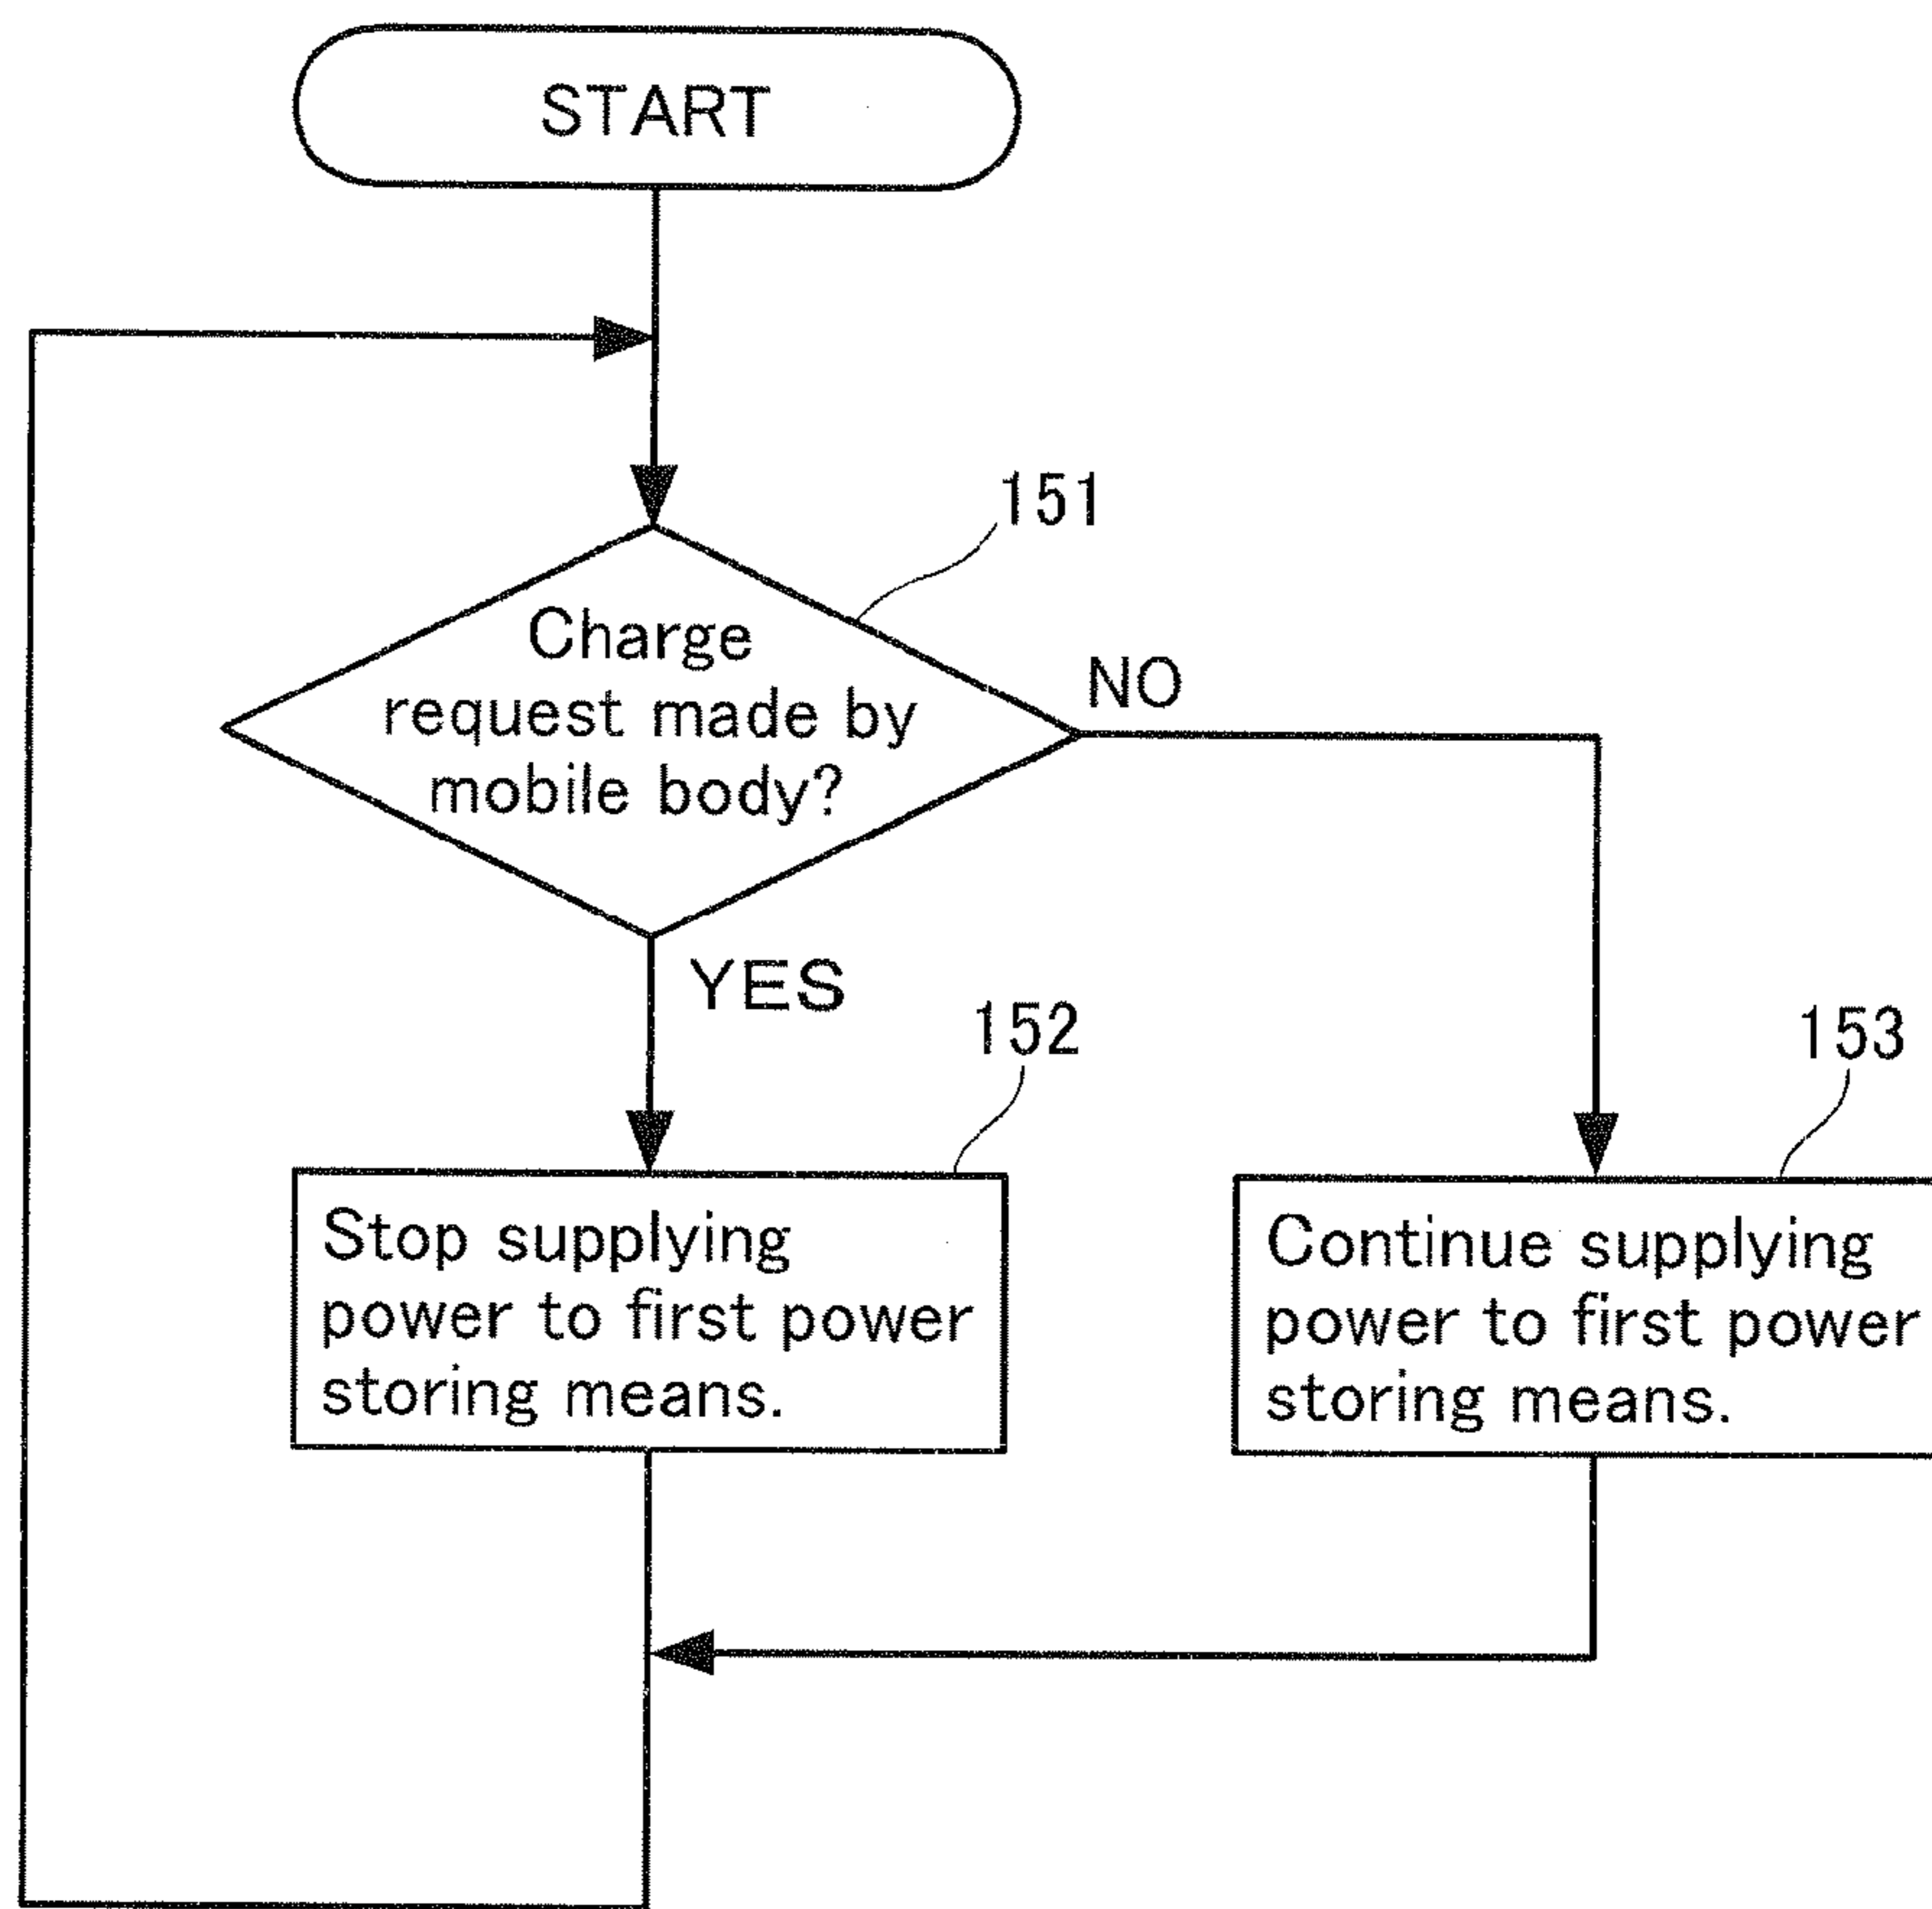 START
151
Charge
request made by
mobile body?
NO
YES
152
153
Stop supplying
power to first power
storing means.
Continue supplying
power to first power
storing means.